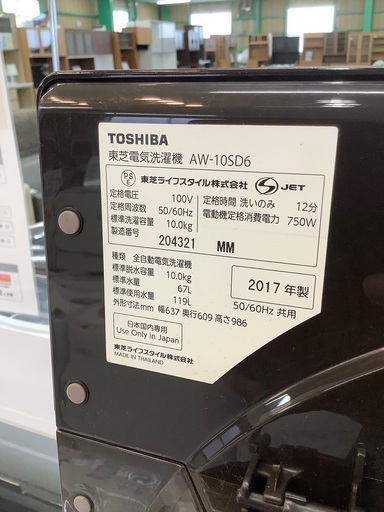 TOSHIBA
東芝電気洗濯機 AW-10SD6
PS
E
東芝ライフスタイル株式会社
JET
定格電圧 100V
定格時間 洗いのみ 12分
定格周波数 50/60Hz
電動機定格消費電力 750W
標準洗濯容量 10.0kg
製造番号 204321 MM
種類 全自動電気洗濯機
標準脱水容量 10.0kg
標準水量 67L
標準使用水量 119L
外形寸法mm 幅637 奥行609 高さ986
2017 年製
50/60Hz 共用
日本国内専用
Use Only in Japan
東芝ライフスタイル株式会社
MADE IN THAILAND